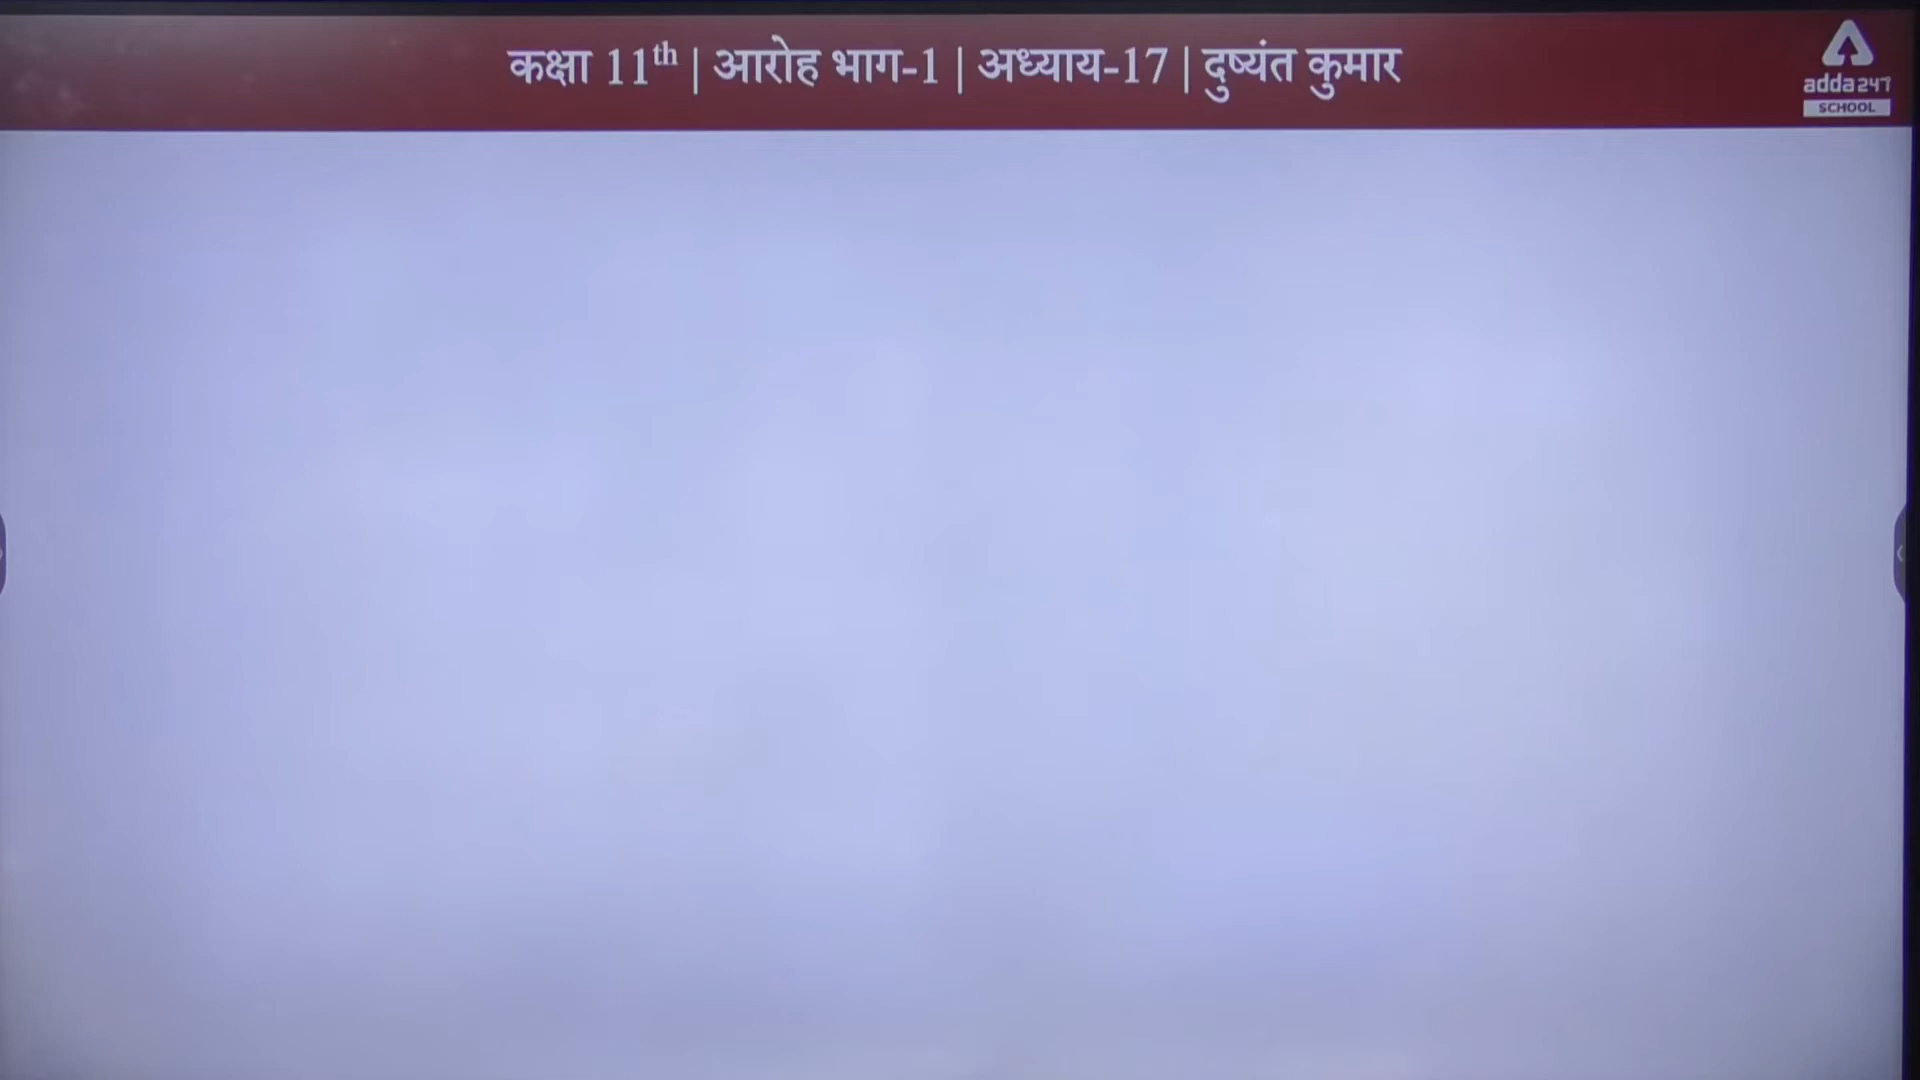 कक्षा 11th | आरोह भाग-1 | अध्याय-17 | दुष्यंत कुमार
adda247
SCHOOL